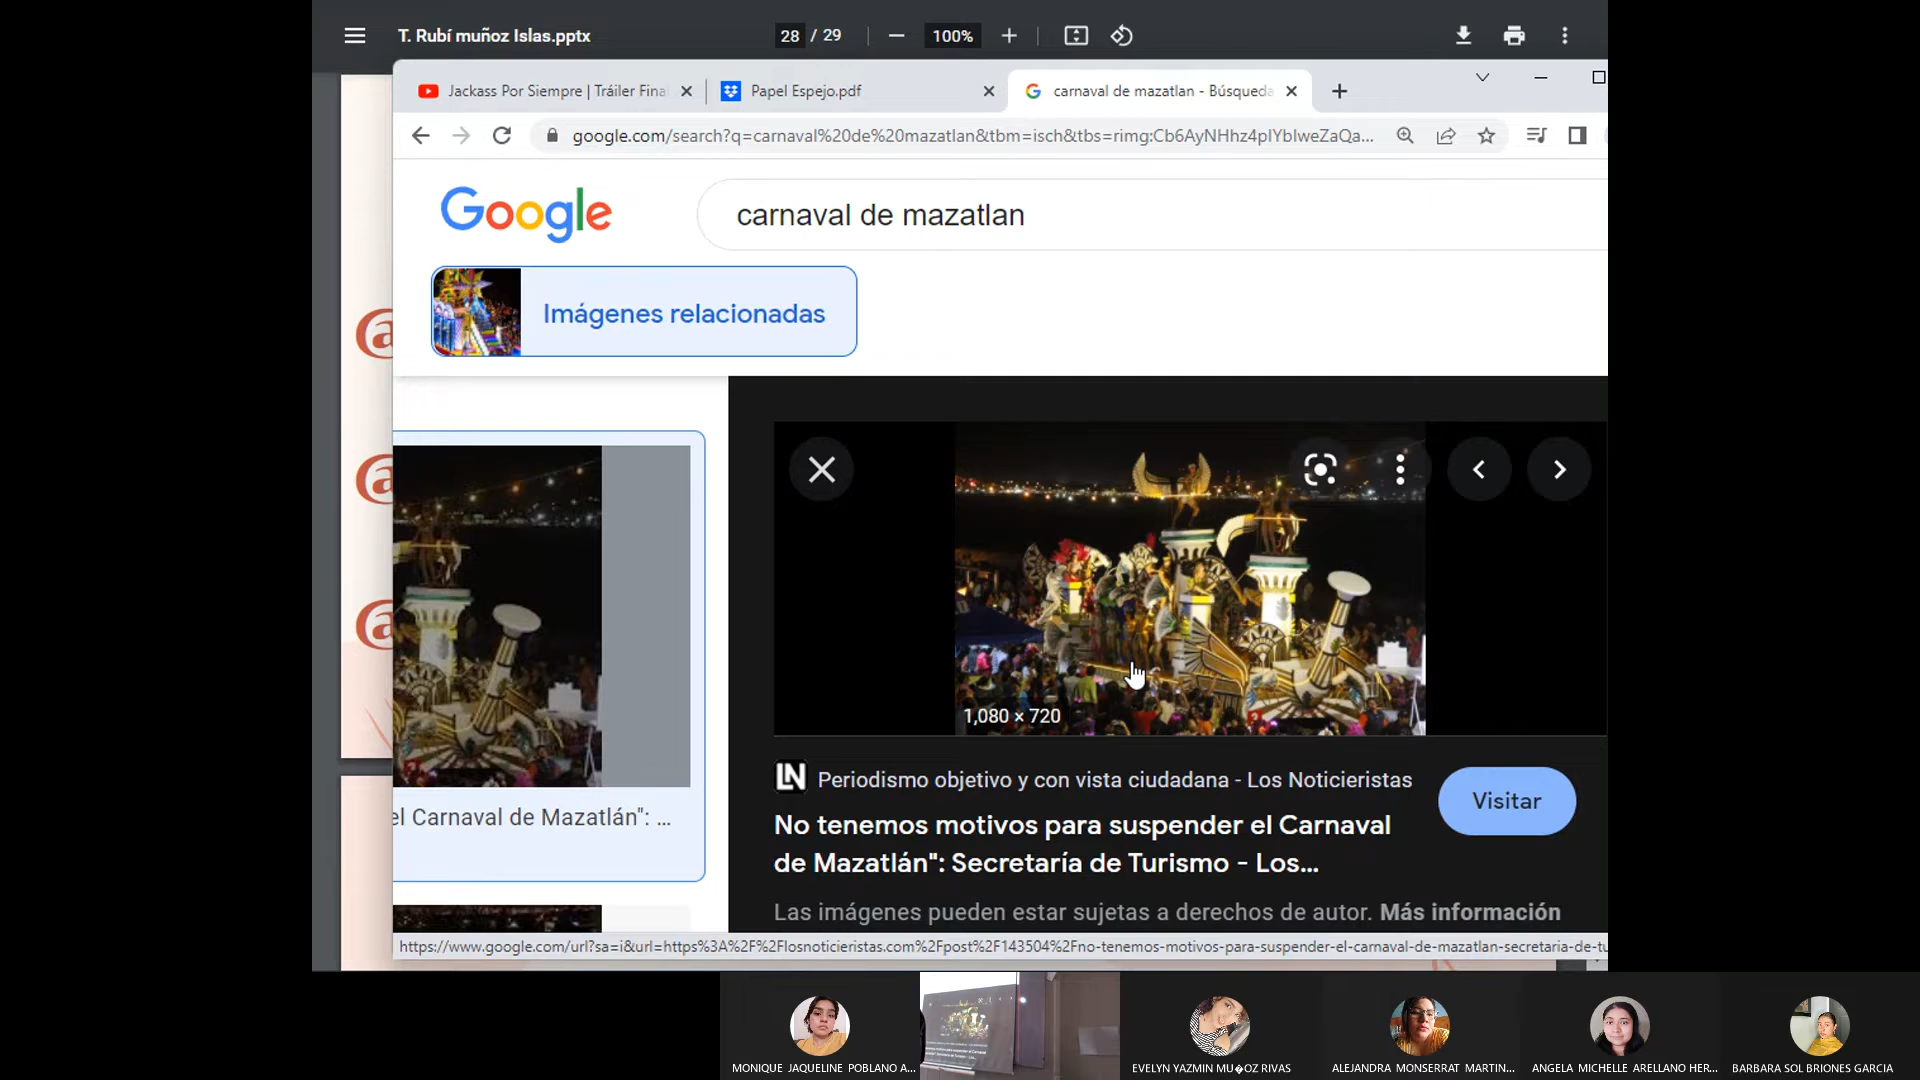 T. Rubí muñoz Islas.pptx
28 / 29
100%
Jackass Por Siempre | Tráiler Fina
Papel Espejo.pdf
carnaval de mazatlan - Búsqueda
google.com/search?q=carnaval%20de%20mazatlan&tbm=isch&tbs=rimg:Cb6AyNHhz4plYblweZaQa...
Google
carnaval de mazatlan
Imágenes relacionadas
@
@
@
el Carnaval de Mazatlán": ...
1,080 × 720
LN
Periodismo objetivo y con vista ciudadana - Los Noticieristas
Visitar
No tenemos motivos para suspender el Carnaval
de Mazatlán": Secretaría de Turismo - Los...
Las imágenes pueden estar sujetas a derechos de autor. Más información
https://www.google.com/url?sa=i&url=https%3A%2F%2Flosnoticieristas.com%2Fpost%2F143504%2Fno-tenemos-motivos-para-suspender-el-carnaval-de-mazatlan-secretaria-de-tu
MONIQUE JAQUELINE POBLANO A...
EVELYN YAZMIN MU�OZ RIVAS
ALEJANDRA MONSERRAT MARTIN...
ANGELA MICHELLE ARELLANO HER...
BARBARA SOL BRIONES GARCIA